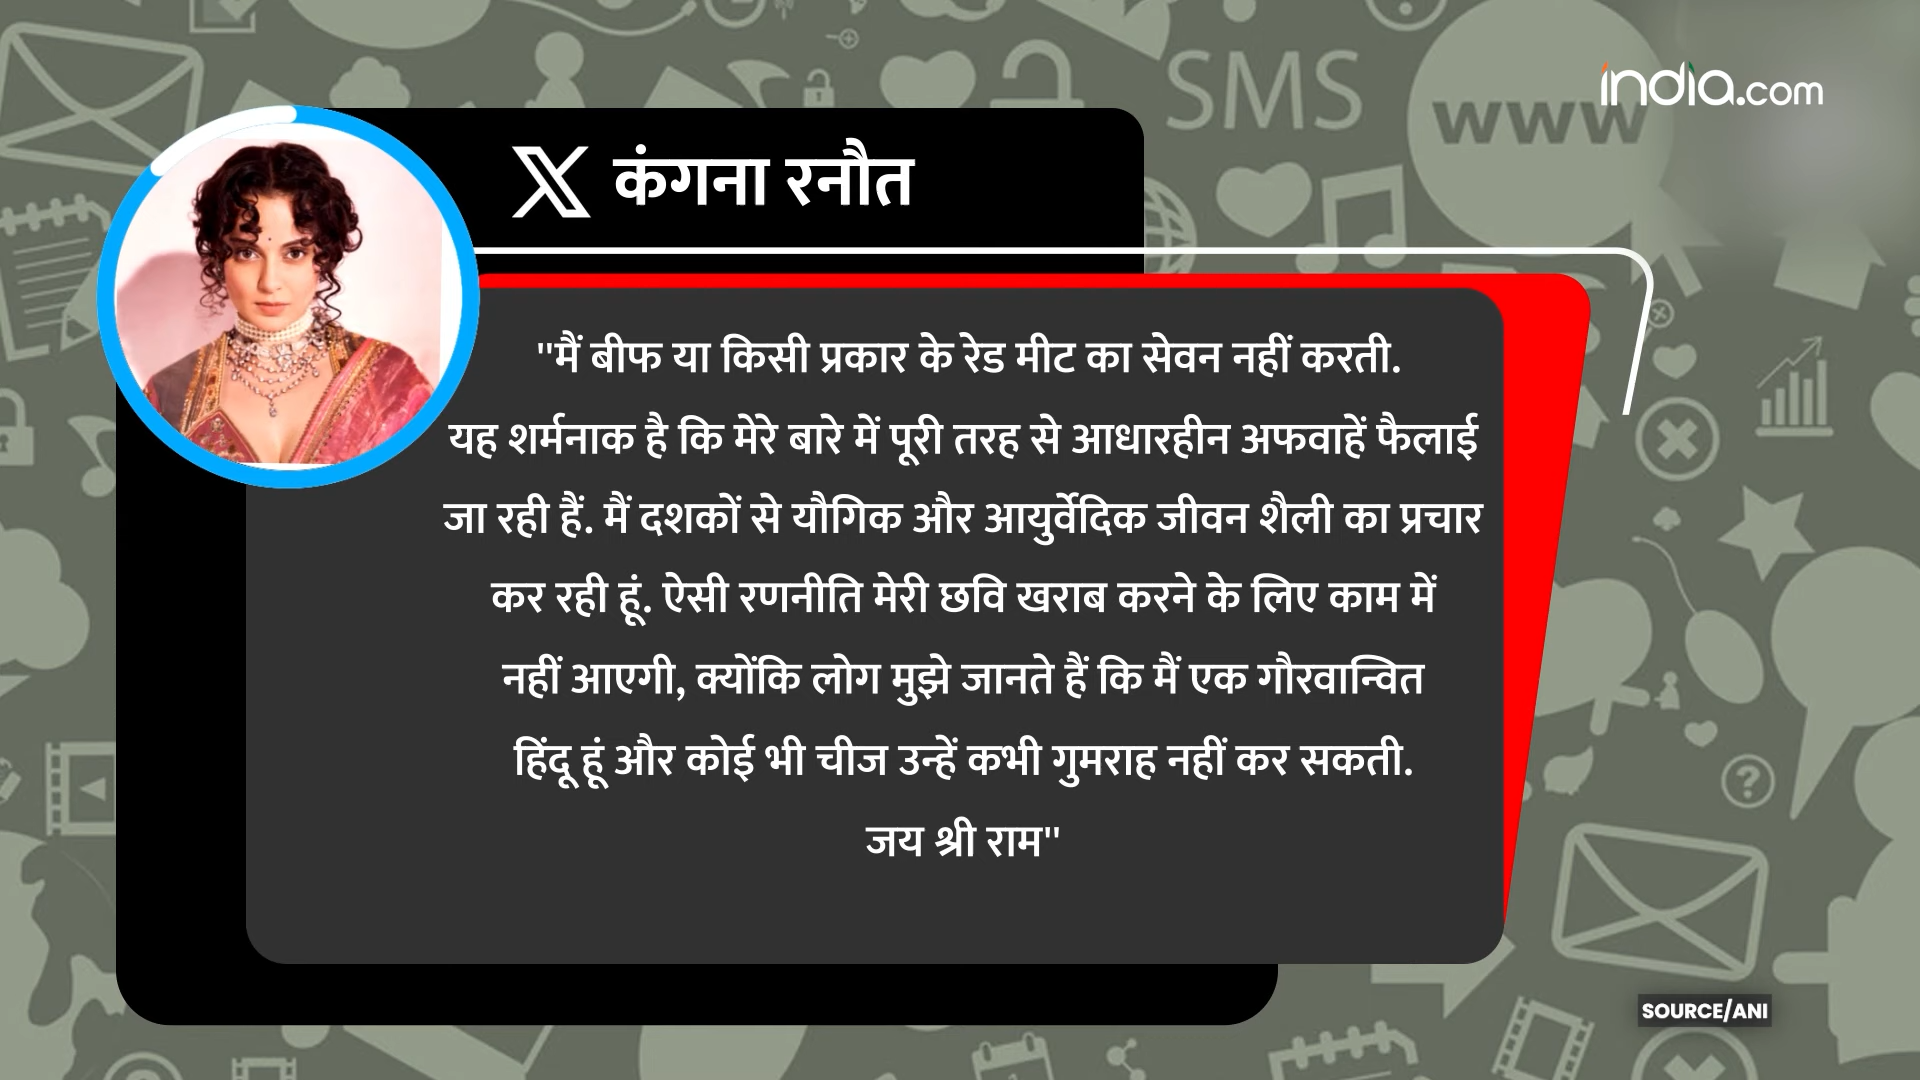 SMS
www
india.com
X कंगना रनौत
"मैं बीफ या किसी प्रकार के रेड मीट का सेवन नहीं करती.
यह शर्मनाक है कि मेरे बारे में पूरी तरह से आधारहीन अफवाहें फैलाई
जा रही हैं. मैं दशकों से यौगिक और आयुर्वेदिक जीवन शैली का प्रचार
कर रही हूं. ऐसी रणनीति मेरी छवि खराब करने के लिए काम में
नहीं आएगी, क्योंकि लोग मुझे जानते हैं कि मैं एक गौरवान्वित
हिंदू हूं और कोई भी चीज उन्हें कभी गुमराह नहीं कर सकती.
जय श्री राम"
SOURCE/ANI